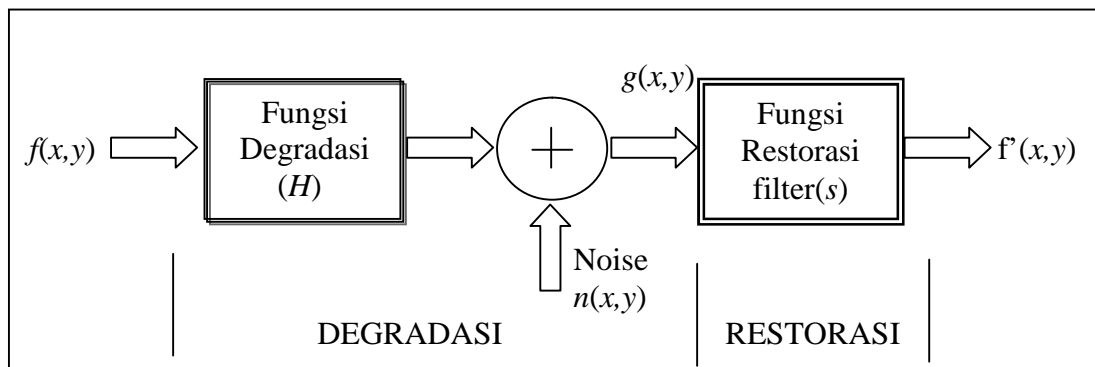 f(x,y)
Fungsi
Degradasi
(H)
g(x,y)
Fungsi
Restorasi
filter(s)
f’(x,y)
Noise
n(x,y)
DEGRADASI
RESTORASI